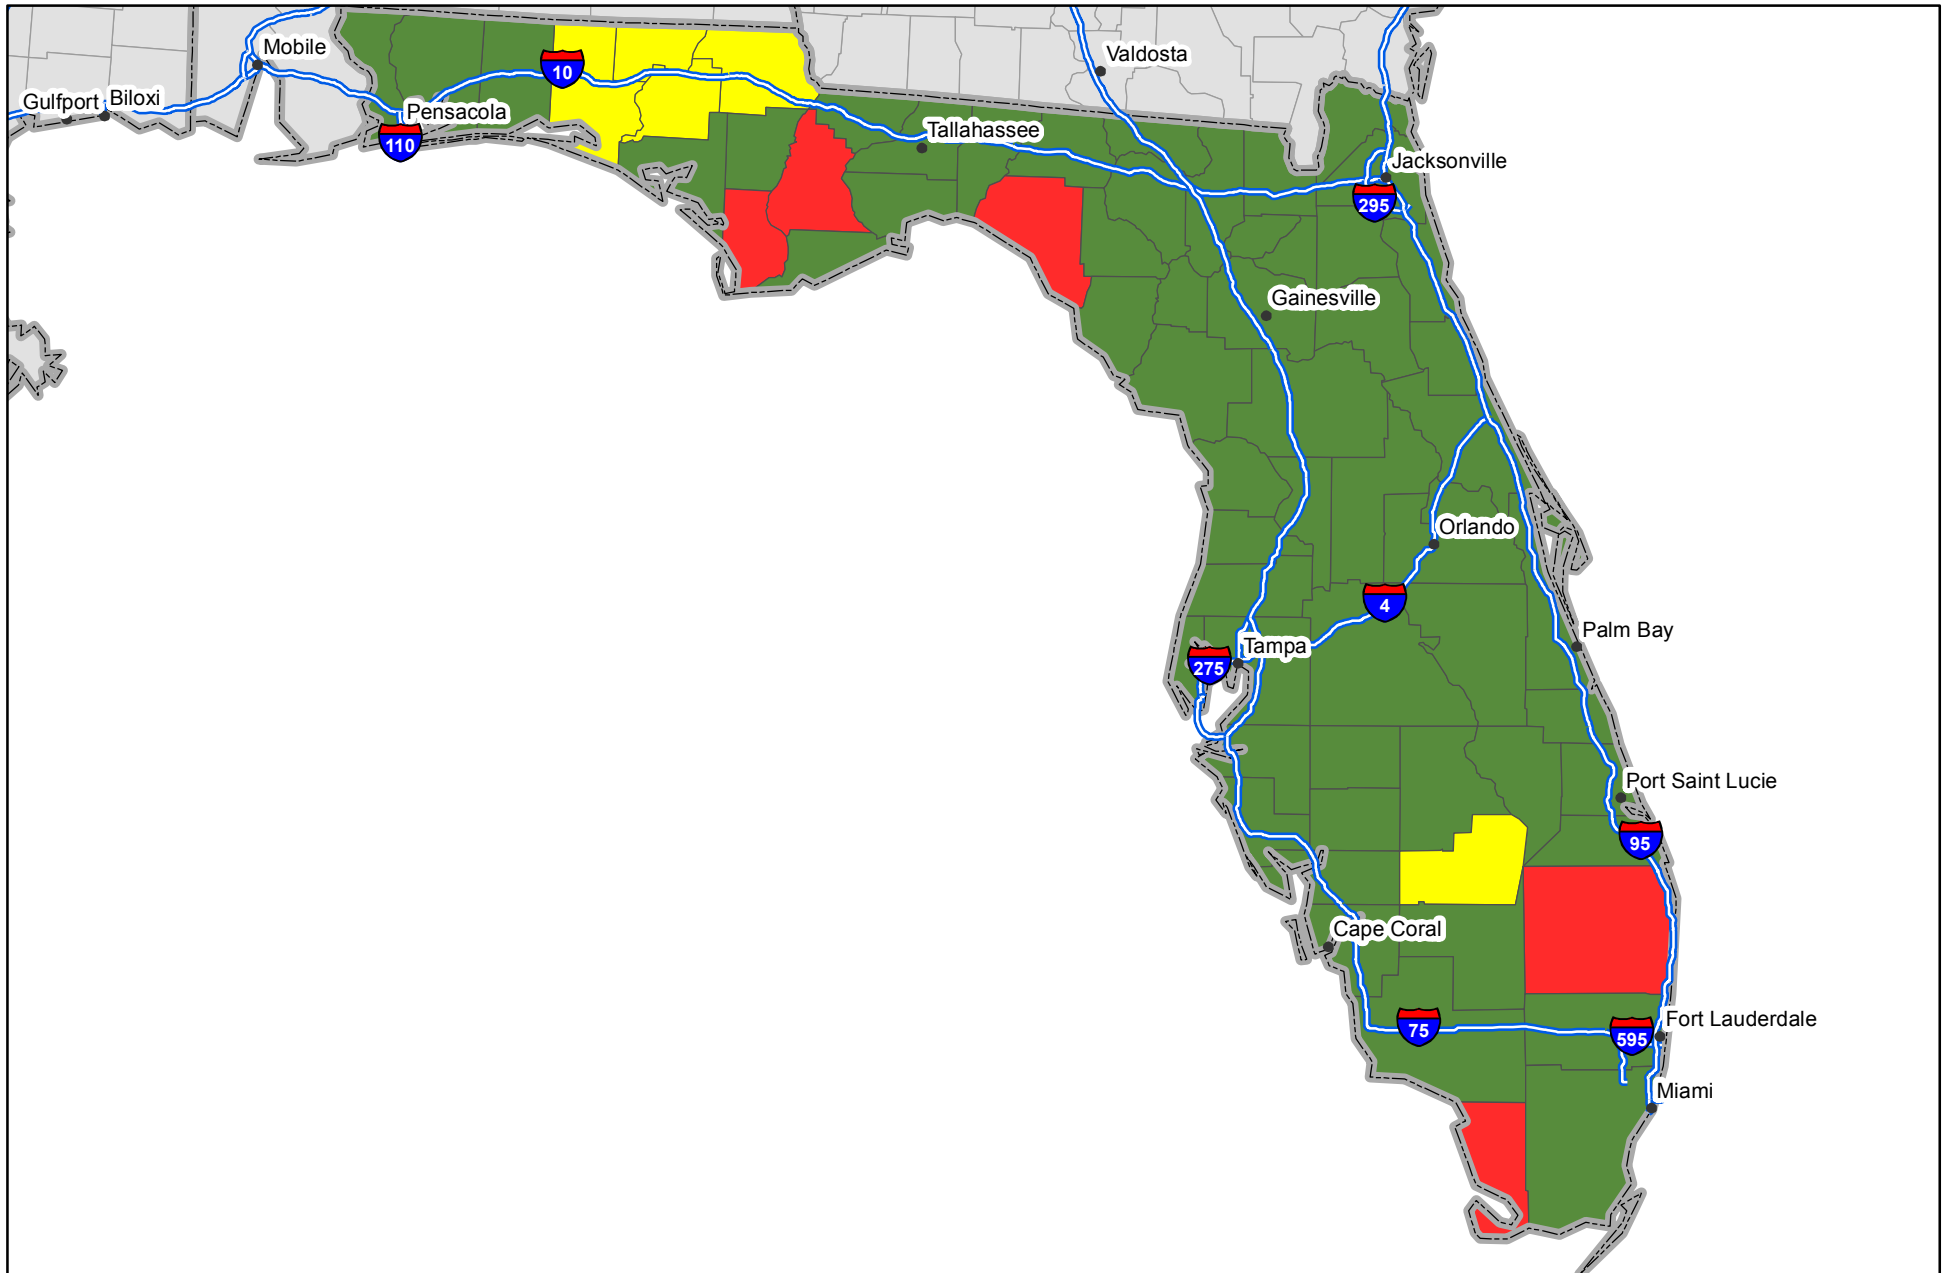 Mobile
Valdosta
10
Gulfport
Biloxi
Pensacola
110
Tallahassee
Jacksonville
295
Gainesville
Orlando
4
Palm Bay
Tampa
275
Port Saint Lucie
95
Cape Coral
75
Fort Lauderdale
595
Miami